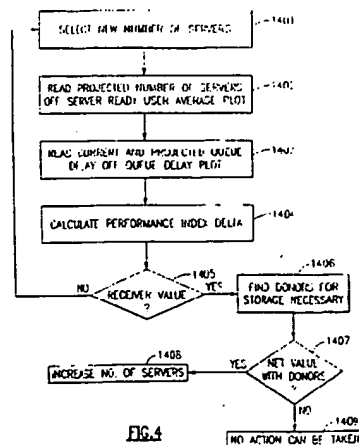 1401
SELECT NEW NUMBER OF SERVERS
1402
READ PROJECTED NUMBER OF SERVERS
OFF SERVER READY USER AVERAGE PLOT
1403
READ CURRENT AND PROJECTED QUEUE
DELAY OFF QUEUE DELAY PLOT
1404
CALCULATE PERFORMANCE INDEX DELTA
1405
NO
RECEIVER VALUE
?
YES
1406
FIND DONORS FOR
STORAGE NECESSARY
1407
NET VALUE
WITH DONORS
?
YES
1408
INCREASE NO. OF SERVERS
NO
1409
NO ACTION CAN BE TAKEN
FIG.4